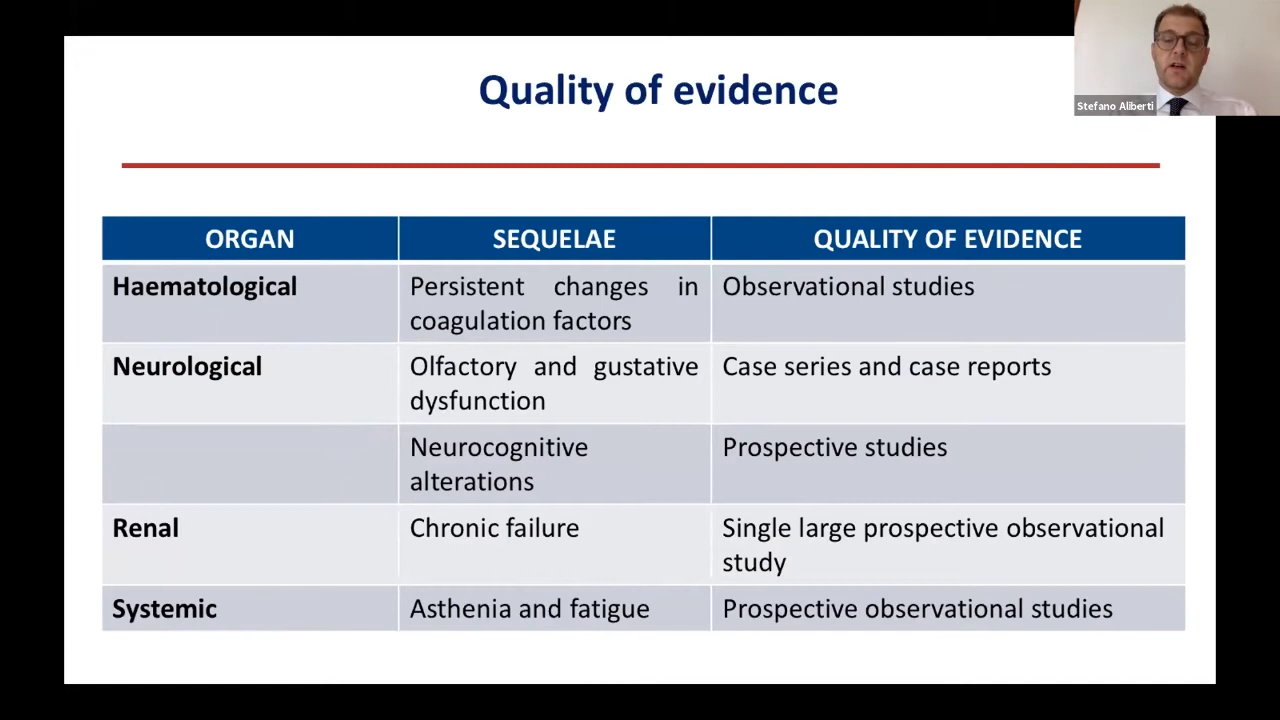 Quality of evidence
Stefano Aliberti
ORGAN SEQUELAE QUALITY OF EVIDENCE
Haematological Persistent changes in Observational studies
coagulation factors
Neurological Olfactory and gustative Case series and case reports
dysfunction
Neurocognitive Prospective studies
alterations
Renal Chronic failure Single large prospective observational
study
Systemic Asthenia and fatigue Prospective observational studies